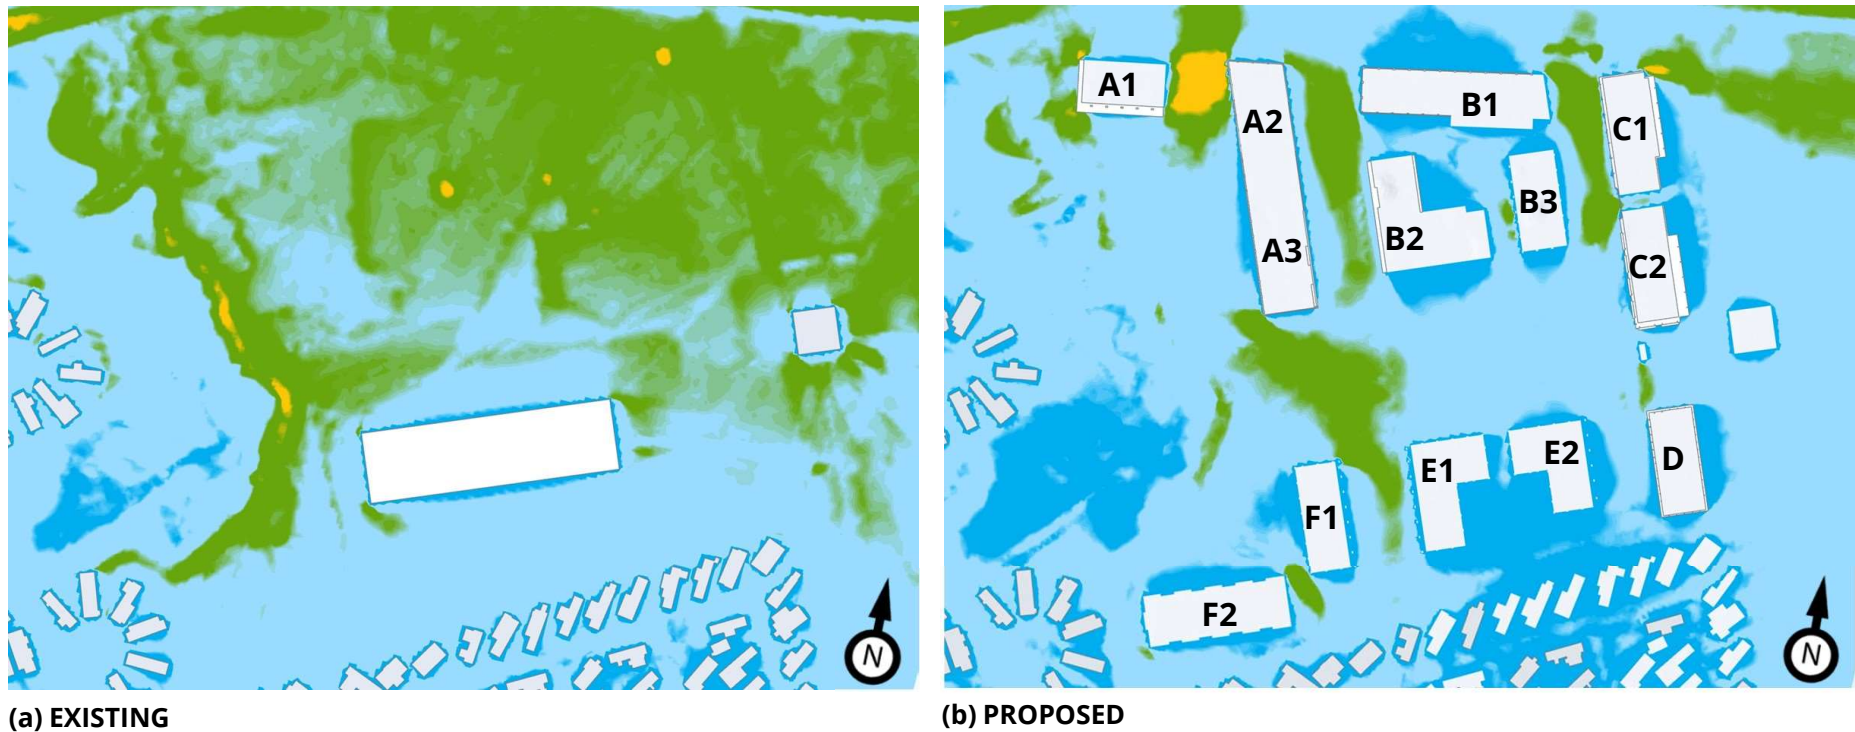 A1
A2
A3
B1
B2
B3
C1
C2
D
E1
E2
F1
F2
N
N
(a) EXISTING
(b) PROPOSED